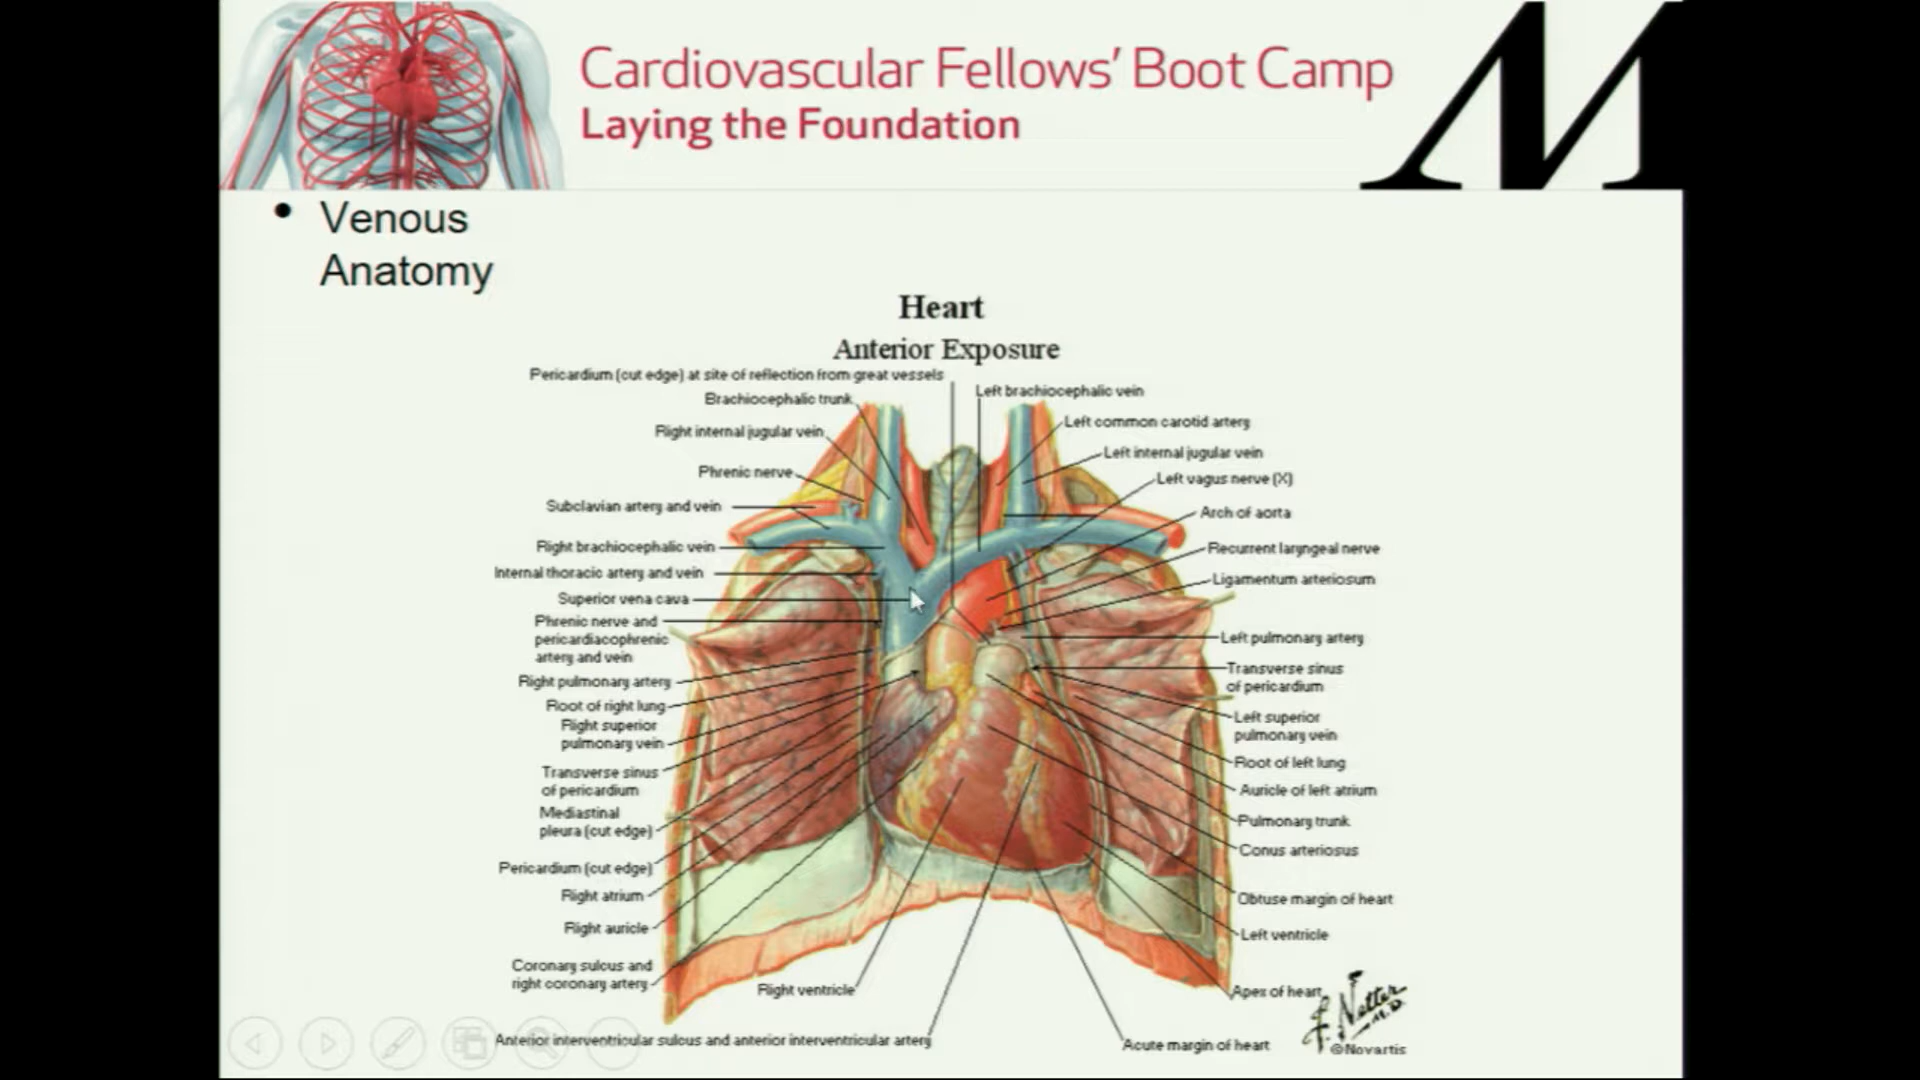 Cardiovascular Fellows' Boot Camp
Laying the Foundation
M
• Venous
Anatomy
Heart
Anterior Exposure
Pericardium (cut edge) at site of reflection from great vessels
Brachiocephalic trunk
Right internal jugular vein
Phrenic nerve
Subclavian artery and vein
Right brachiocephalic vein
Internal thoracic artery and vein
Superior vena cava
Phrenic nerve and
pericardiacophrenic
artery and vein
Right pulmonary artery
Root of right lung
Right superior
pulmonary vein
Transverse sinus
of pericardium
Mediastinal
pleura (cut edge)
Pericardium (cut edge)
Right atrium
Right auricle
Coronary sulcus and
right coronary artery
Right ventricle
Anterior interventricular sulcus and anterior interventricular artery
Left brachiocephalic vein
Left common carotid artery
Left internal jugular vein
Left vagus nerve (X)
Arch of aorta
Recurrent laryngeal nerve
Ligamentum arteriosum
Left pulmonary artery
Transverse sinus
of pericardium
Left superior
pulmonary vein
Root of left lung
Auricle of left atrium
Pulmonary trunk
Conus arteriosus
Obtuse margin of heart
Left ventricle
Apex of heart
Acute margin of heart
F. Netter
M.D.
©Novartis